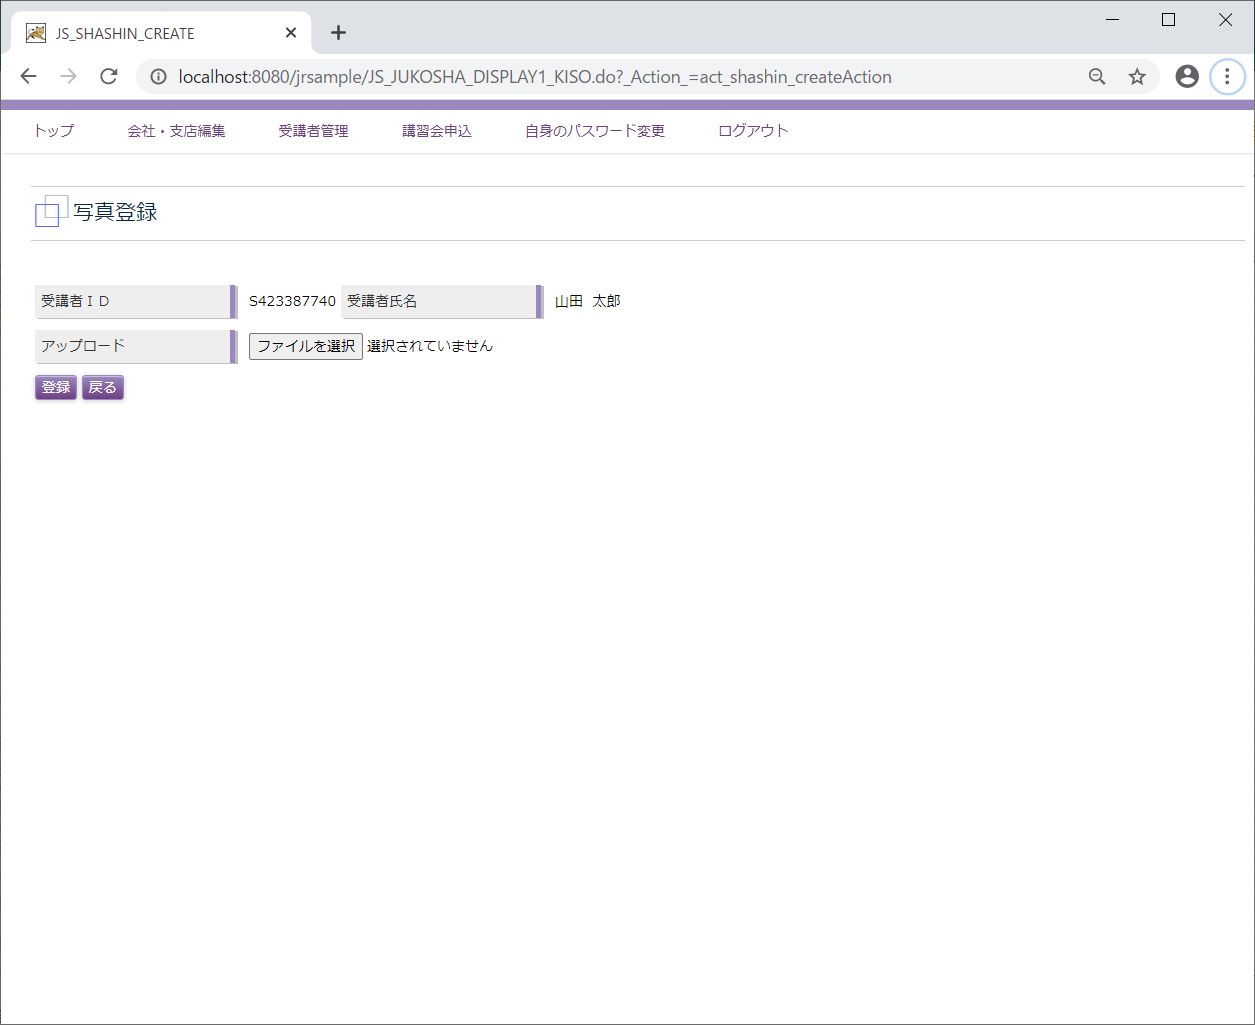 JS_SHASHIN_CREATE
localhost:8080/jrsample/JS_JUKOSHA_DISPLAY1_KISO.do?_Action_=act_shashin_createAction
トップ 会社・支店編集 受講者管理 講習会申込 自身のパスワード変更 ログアウト
写真登録
受講者ＩＤ S423387740 受講者氏名 山田 太郎
アップロード ファイルを選択 選択されていません
登録 戻る